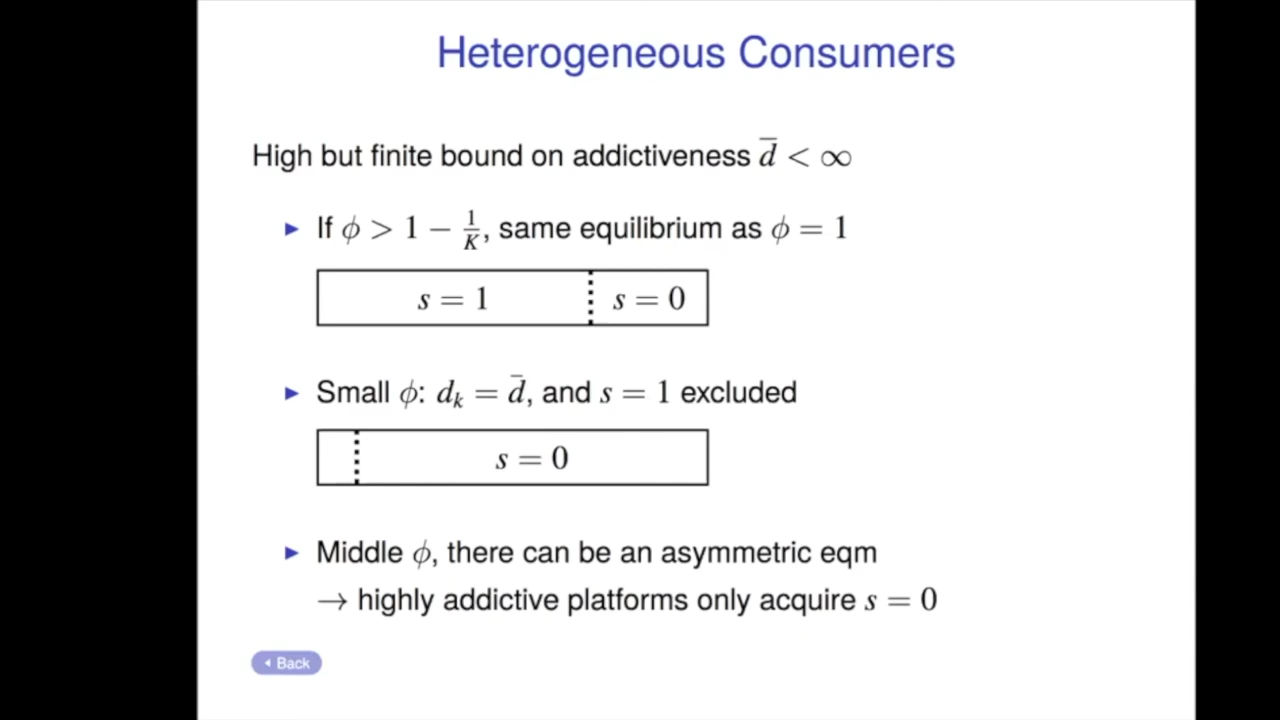 Heterogeneous Consumers
High but finite bound on addictiveness d̄ < ∞
▶ If ϕ > 1 − 1/K, same equilibrium as ϕ = 1
s = 1 s = 0
▶ Small ϕ: dₖ = d̄, and s = 1 excluded
s = 0
▶ Middle ϕ, there can be an asymmetric eqm
→ highly addictive platforms only acquire s = 0
Back